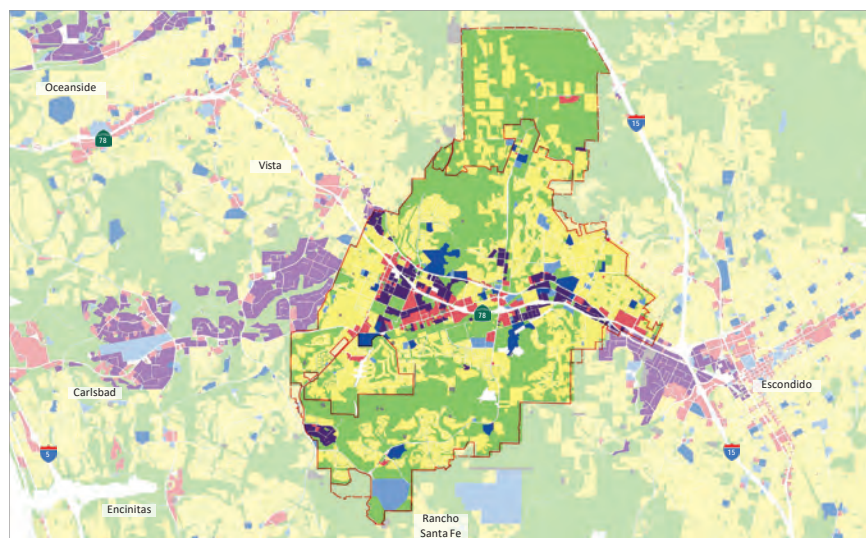 Oceanside
78
15
Vista
78
Carlsbad
Escondido
5
15
Encinitas
Rancho
Santa Fe